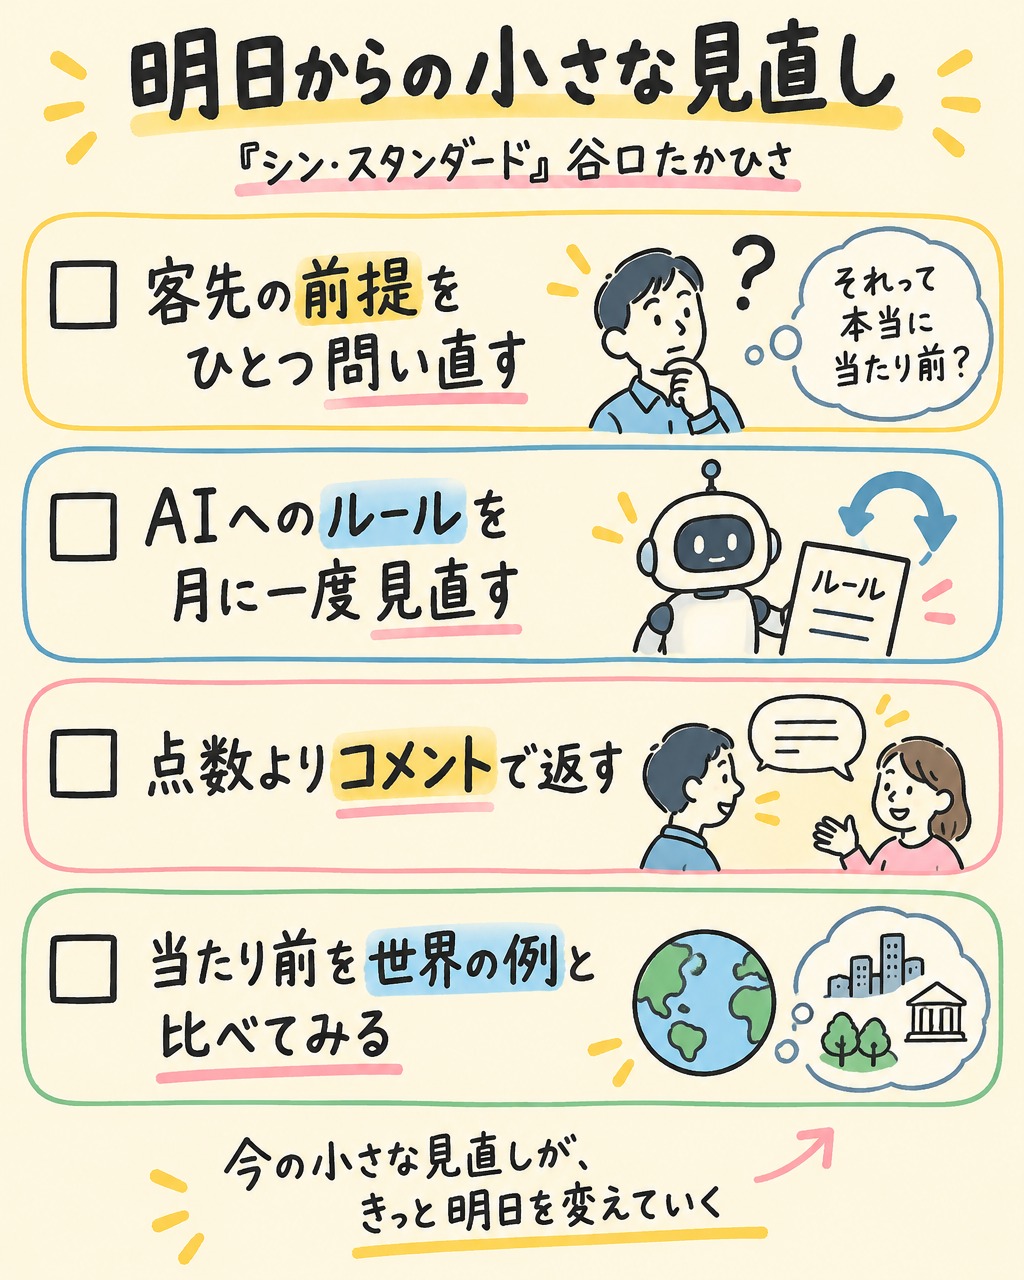 明日からの小さな見直し
『シン・スタンダード』谷口たかひさ
客先の前提を
ひとつ問い直す
?
それって
本当に
当たり前?
AIへのルールを
月に一度見直す
ルール
点数よりコメントで返す
当たり前を世界の例と
比べてみる
今の小さな見直しが、
きっと明日を変えていく